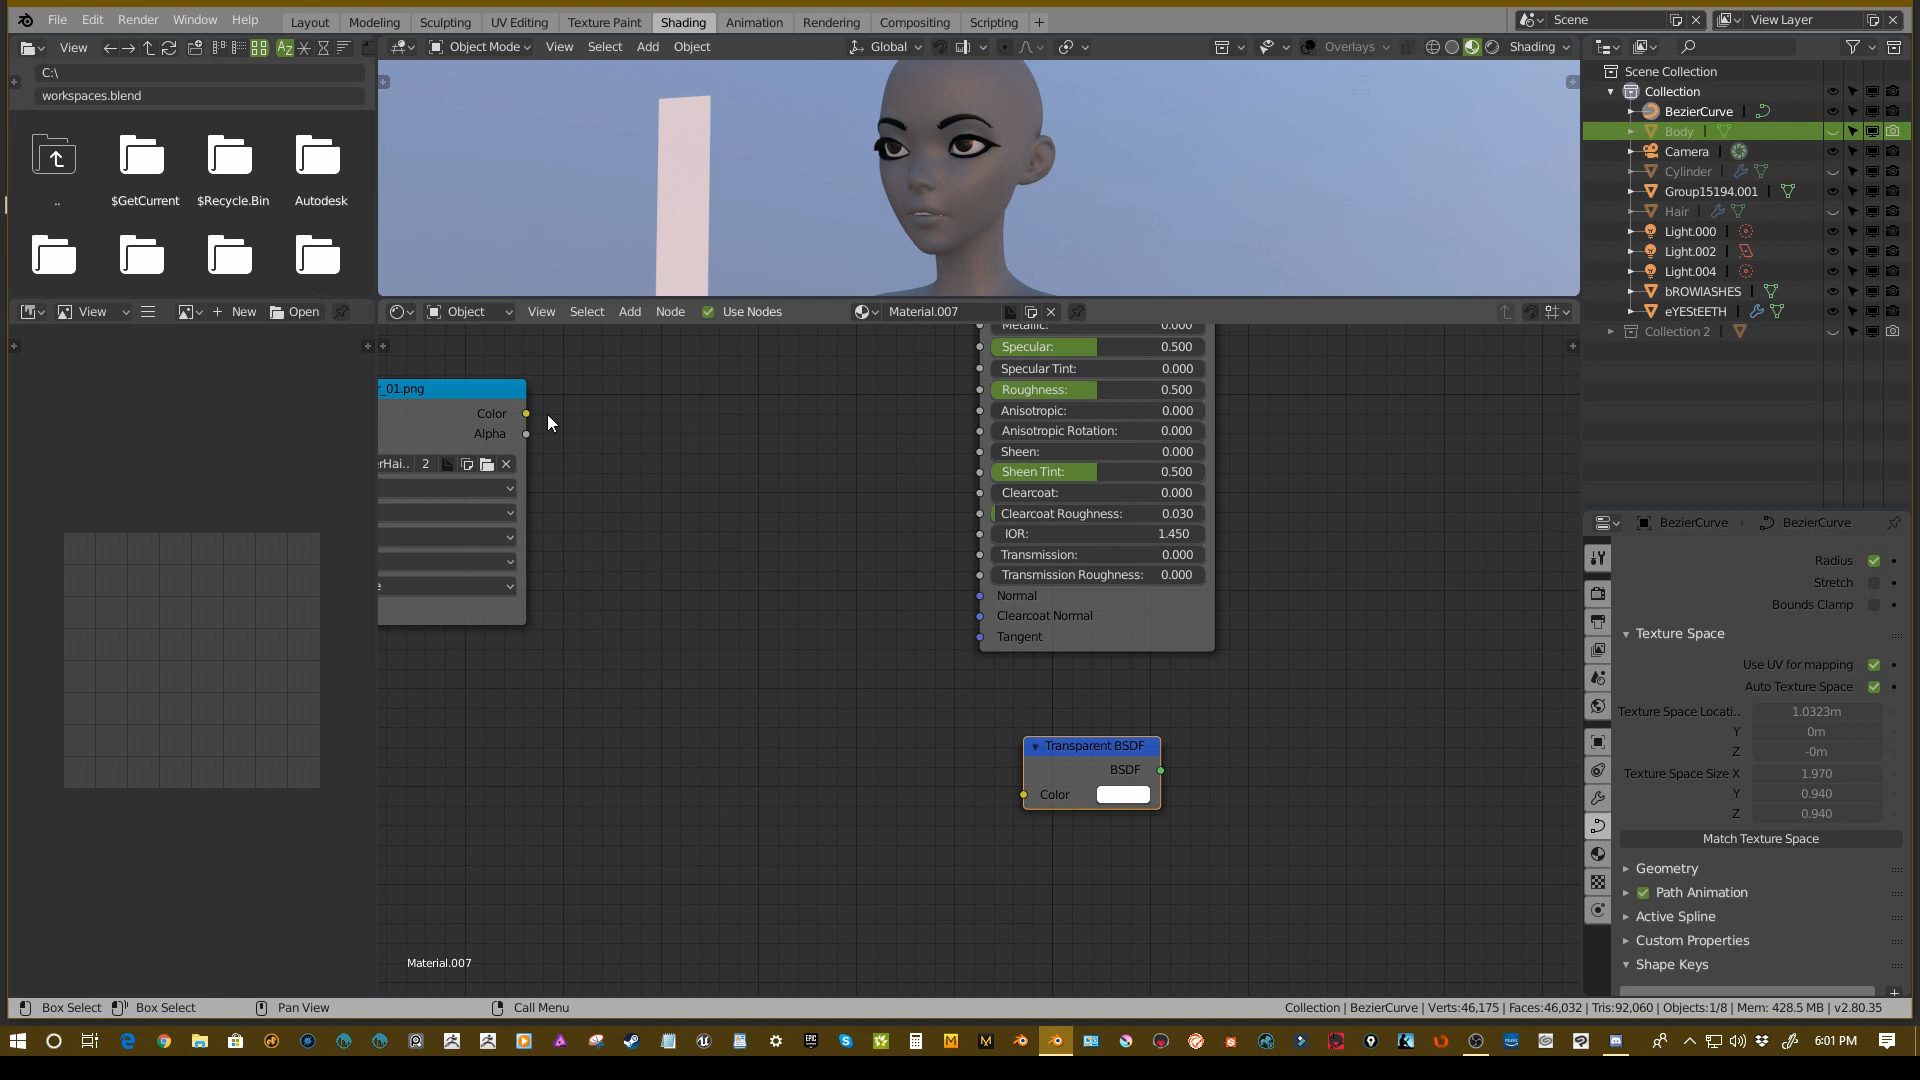 File Edit Render Window Help Layout Modeling Sculpting UV Editing Texture Paint Shading Animation Rendering Compositing Scripting + Scene View Layer
View Object Mode View Select Add Object Global Overlays Shading
C:\
workspaces.blend
.. $GetCurrent $Recycle.Bin Autodesk
Scene Collection
Collection
BezierCurve
Body
Camera
Cylinder
Group15194.001
Hair
Light.000
Light.002
Light.004
bROWlASHES
eYEStEETH
Collection 2
View New Open Object View Select Add Node Use Nodes Material.007
r_01.png
Color
Alpha
erHai.. 2
e
Metallic: 0.000
Specular: 0.500
Specular Tint: 0.000
Roughness: 0.500
Anisotropic: 0.000
Anisotropic Rotation: 0.000
Sheen: 0.000
Sheen Tint: 0.500
Clearcoat: 0.000
Clearcoat Roughness: 0.030
IOR: 1.450
Transmission: 0.000
Transmission Roughness: 0.000
Normal
Clearcoat Normal
Tangent
Transparent BSDF
BSDF
Color
Material.007
BezierCurve BezierCurve
Radius
Stretch
Bounds Clamp
Texture Space
Use UV for mapping
Auto Texture Space
Texture Space Locati.. 1.0323m
Y 0m
Z -0m
Texture Space Size X 1.970
Y 0.940
Z 0.940
Match Texture Space
Geometry
Path Animation
Active Spline
Custom Properties
Shape Keys
Box Select Box Select Pan View Call Menu Collection | BezierCurve | Verts:46,175 | Faces:46,032 | Tris:92,060 | Objects:1/8 | Mem: 428.5 MB | v2.80.35
6:01 PM